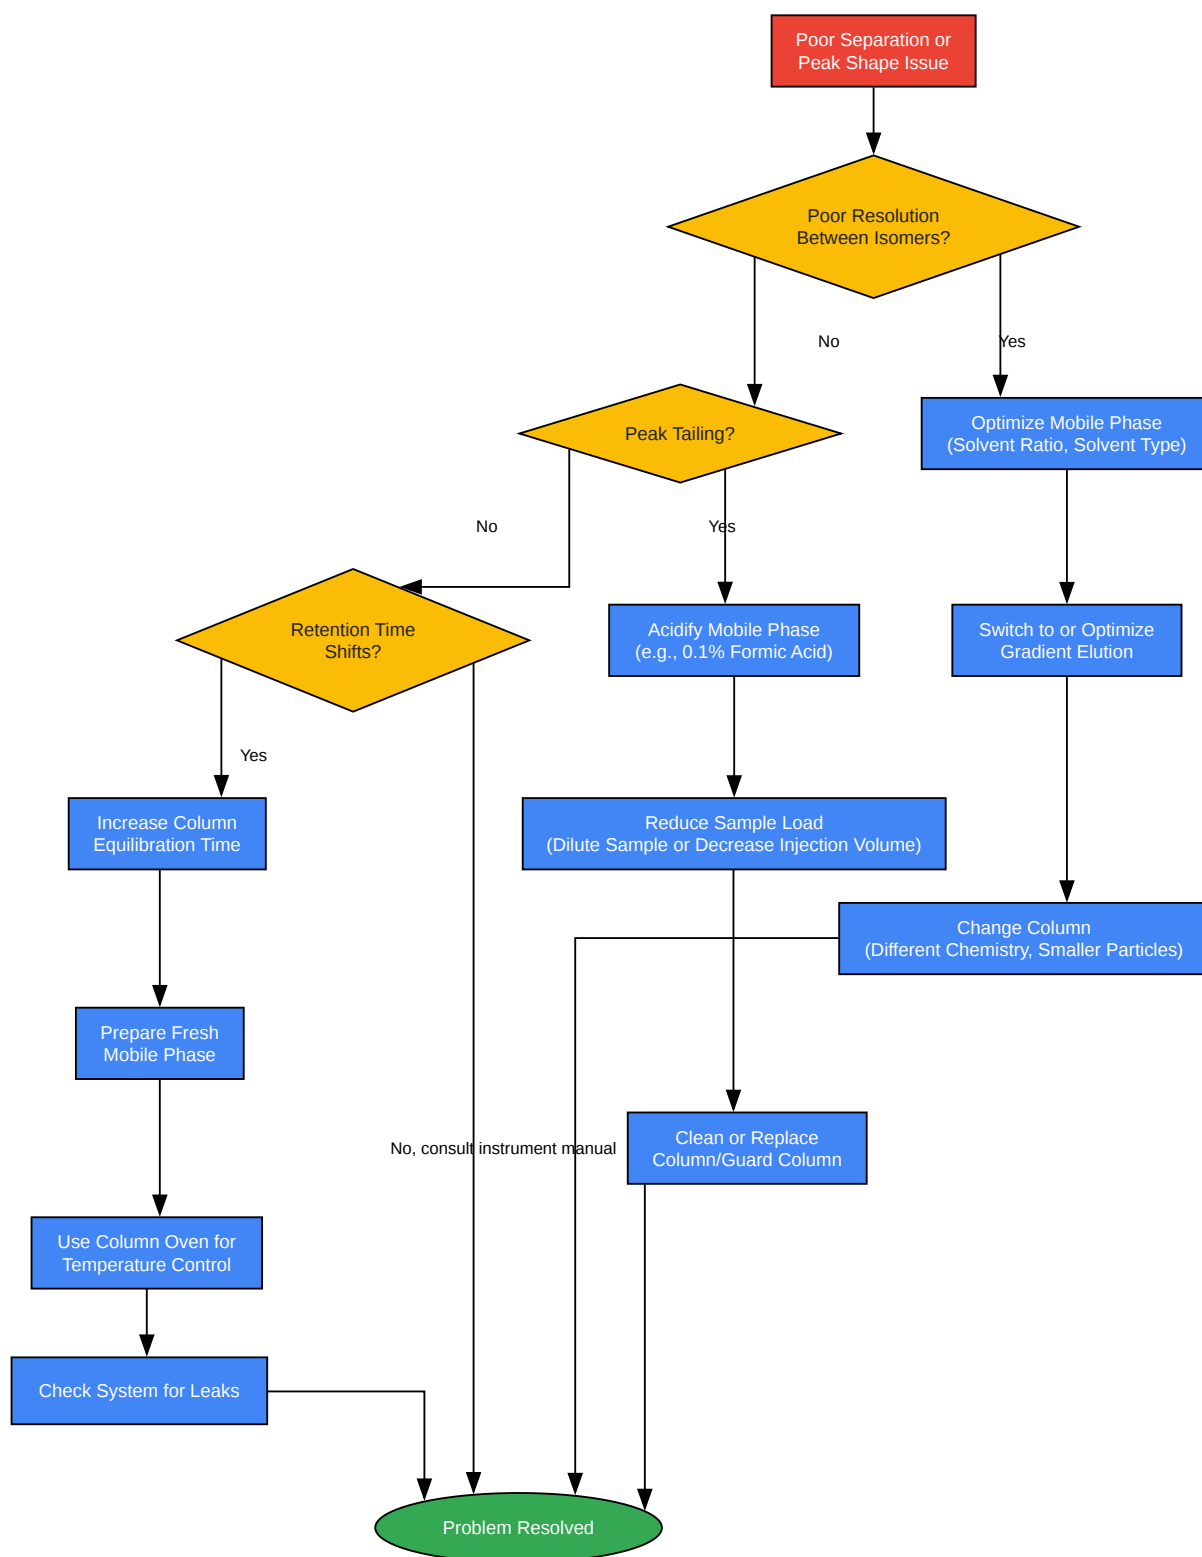 Poor Separation or
Peak Shape Issue
Poor Resolution
Between Isomers?
No
Yes
Peak Tailing?
Optimize Mobile Phase
(Solvent Ratio, Solvent Type)
No
Yes
Retention Time
Shifts?
Acidify Mobile Phase
(e.g., 0.1% Formic Acid)
Switch to or Optimize
Gradient Elution
Yes
Increase Column
Equilibration Time
Reduce Sample Load
(Dilute Sample or Decrease Injection Volume)
Change Column
(Different Chemistry, Smaller Particles)
Prepare Fresh
Mobile Phase
No, consult instrument manual
Clean or Replace
Column/Guard Column
Use Column Oven for
Temperature Control
Check System for Leaks
Problem Resolved